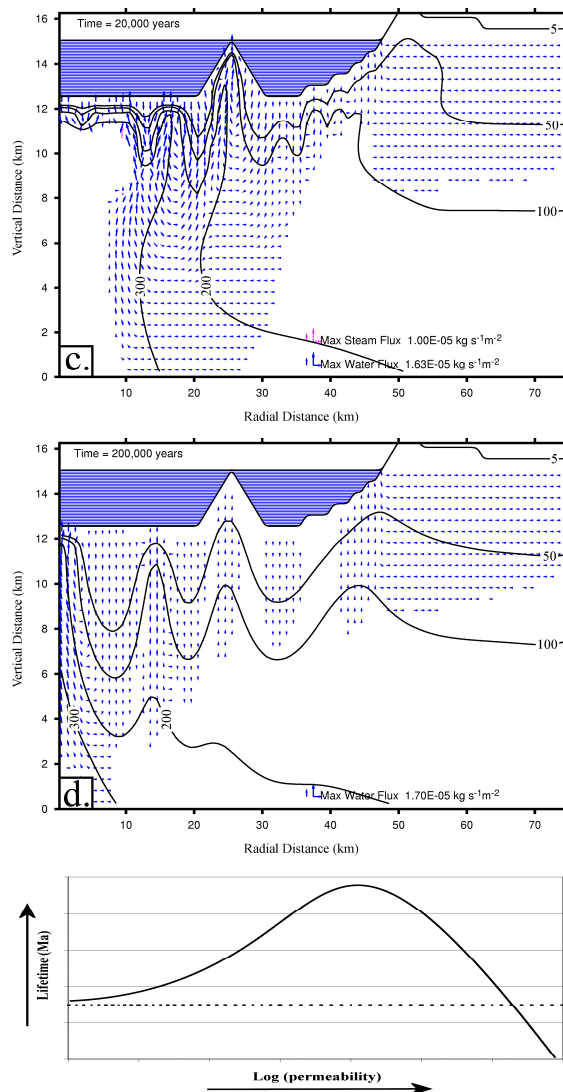 Time = 20,000 years
16
14
12
10
8
6
4
2
0
Vertical Distance (km)
5
50
100
300
200
Max Steam Flux 1.00E-05 kg s⁻¹m⁻²
Max Water Flux 1.63E-05 kg s⁻¹m⁻²
c.
10 20 30 40 50 60 70
Radial Distance (km)
Time = 200,000 years
16
14
12
10
8
6
4
2
0
Vertical Distance (km)
5
50
100
300
200
Max Water Flux 1.70E-05 kg s⁻¹m⁻²
d.
10 20 30 40 50 60 70
Radial Distance (km)
Lifetime (Ma)
Log (permeability)